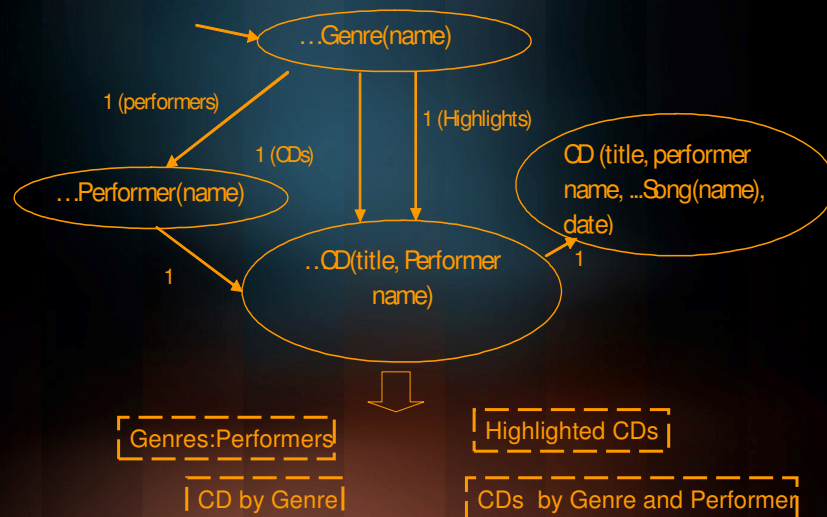 ...Genre(name)
1 (performers)
1 (Highlights)
1 (CDs)
CD (title, performer
name, ...Song(name),
date)
...Performer(name)
..CD(title, Performer
name)
1
1
Genres:Performers
Highlighted CDs
CD by Genre
CDs by Genre and Performer